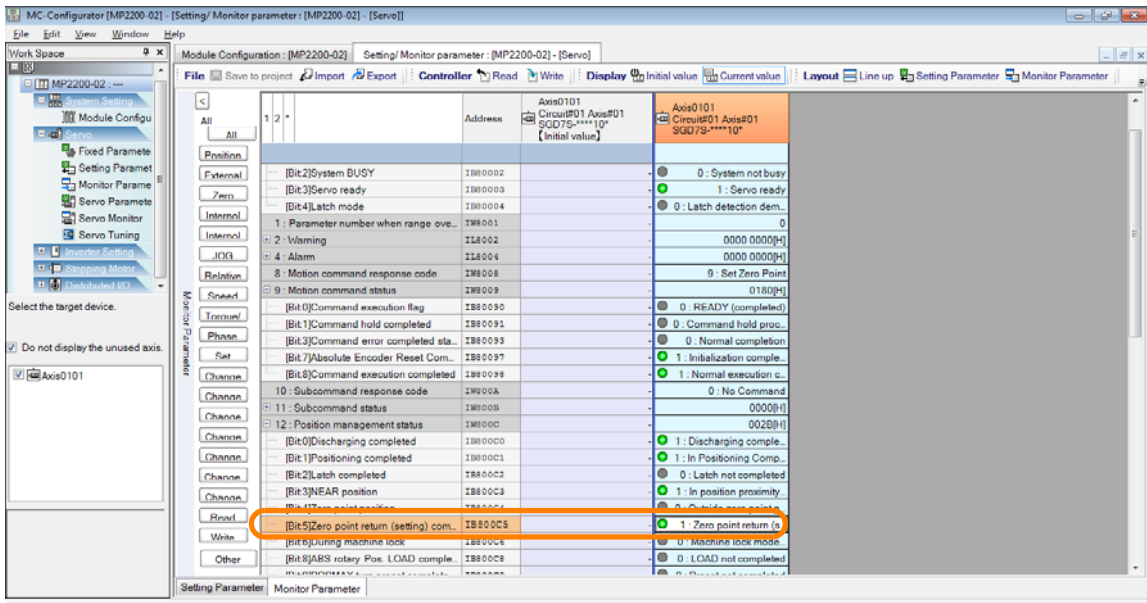 MC-Configurator [MP2200-02] - [Setting/ Monitor parameter : [MP2200-02] - [Servo]]
File Edit View Window Help
Work Space
MP2200-02 : ---
System Setting
Module Configu
Servo
Fixed Paramete
Setting Paramet
Monitor Parame
Servo Paramete
Servo Monitor
Servo Tuning
Inverter Setting
Stepping Motor
Distributed I/O
Select the target device.
Do not display the unused axis.
Axis0101
Module Configuration : [MP2200-02] Setting/ Monitor parameter : [MP2200-02] - [Servo]
File Save to project Import Export Controller Read Write Display Initial value Current value Layout Line up Setting Parameter Monitor Parameter
<
All
All
Position
External
Zero
Internol
Internol
JOG
Relative
Speed
Torque/
Phase
Set
Change
Change
Change
Change
Change
Change
Change
Read
Write
Other
Monitor Parameter
1 2 * Address
Axis0101
Circuit#01 Axis#01
SGD7S-****10*
【Initial value】
Axis0101
Circuit#01 Axis#01
SGD7S-****10*
[Bit:2]System BUSY IB80002 - 0 : System not busy
[Bit:3]Servo ready IB80003 - 1 : Servo ready
[Bit:4]Latch mode IB80004 - 0 : Latch detection dem...
1 : Parameter number when range ove... IW8001 - 0
2 : Warning IL8002 - 0000 0000[H]
4 : Alarm IL8004 - 0000 0000[H]
8 : Motion command response code IW8008 - 9 : Set Zero Point
9 : Motion command status IW8009 - 0180[H]
[Bit:0]Command execution flag IB80090 - 0 : READY (completed)
[Bit:1]Command hold completed IB80091 - 0 : Command hold proc...
[Bit:3]Command error completed sta... IB80093 - 0 : Normal completion
[Bit:7]Absolute Encoder Reset Com... IB80097 - 1 : Initialization comple...
[Bit:8]Command execution completed IB80098 - 1 : Normal execution c...
10 : Subcommand response code IW800A - 0 : No Command
11 : Subcommand status IW800B - 0000[H]
12 : Position management status IW800C - 002B[H]
[Bit:0]Discharging completed IB800C0 - 1 : Discharging comple...
[Bit:1]Positioning completed IB800C1 - 1 : In Positioning Comp...
[Bit:2]Latch completed IB800C2 - 0 : Latch not completed
[Bit:3]NEAR position IB800C3 - 1 : In position proximity...
[Bit:5]Zero point return (setting) com... IB800C5 - 1 : Zero point return (s...
[Bit:6]During machine lock IB800C6 - 0 : Machine lock mode...
[Bit:8]ABS rotary Pos. LOAD comple... IB800C8 - 0 : LOAD not completed
Setting Parameter Monitor Parameter